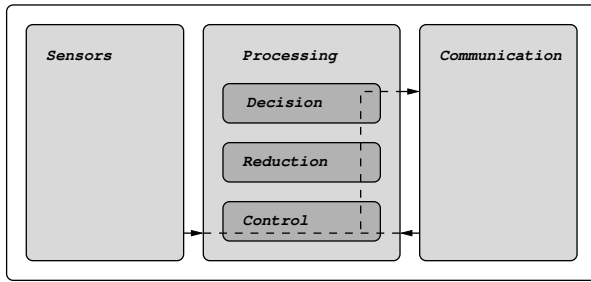 Sensors
Processing
Communication
Decision
Reduction
Control